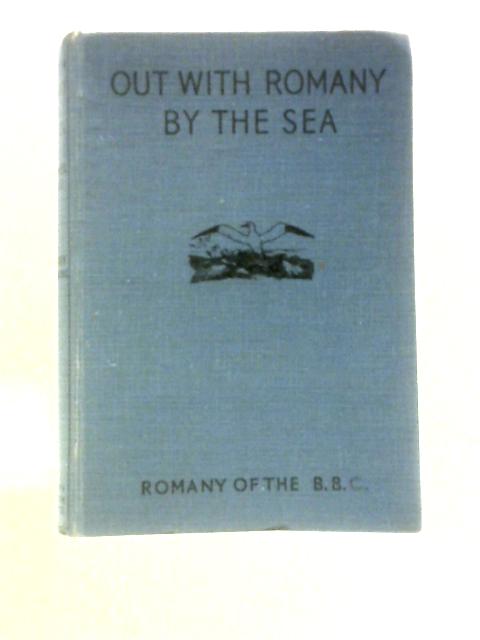 OUT WITH ROMANY
BY THE SEA
ROMANY OF THE B.B.C.